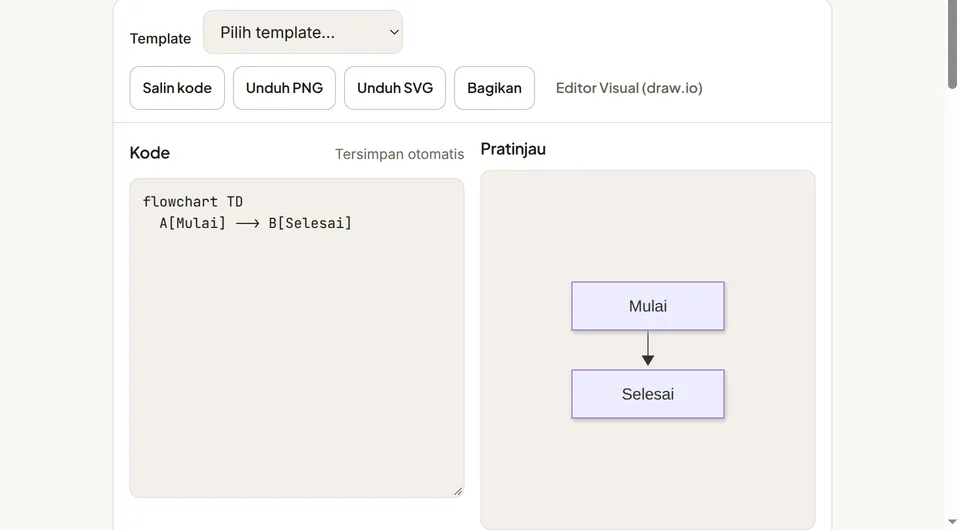 Template
Pilih template...
Salin kode
Unduh PNG
Unduh SVG
Bagikan
Editor Visual (draw.io)
Kode
Tersimpan otomatis
flowchart TD
  A[Mulai] --> B[Selesai]
Pratinjau
Mulai
Selesai